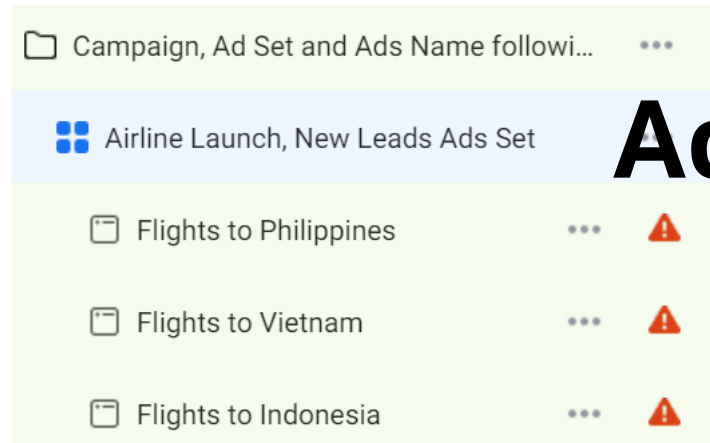 Campaign, Ad Set and Ads Name followi...
Airline Launch, New Leads Ads Set
Flights to Philippines
Flights to Vietnam
Flights to Indonesia